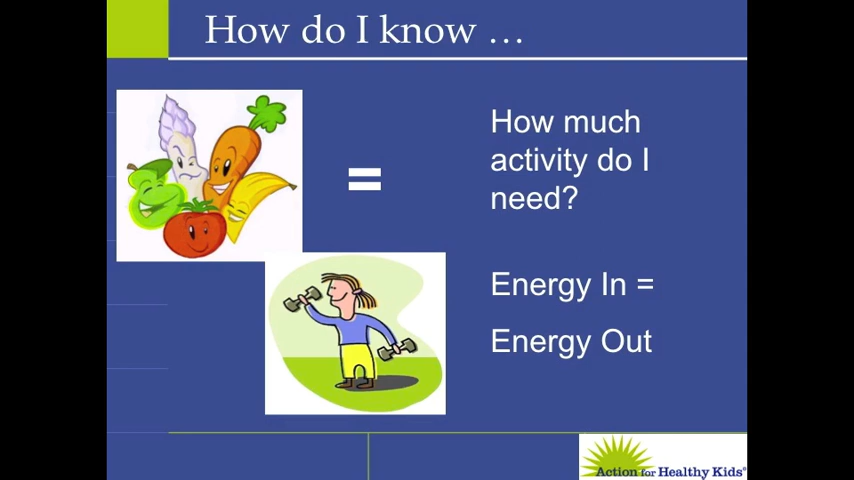 How do I know …
=
How much
activity do I
need?
Energy In =
Energy Out
Action for Healthy Kids®